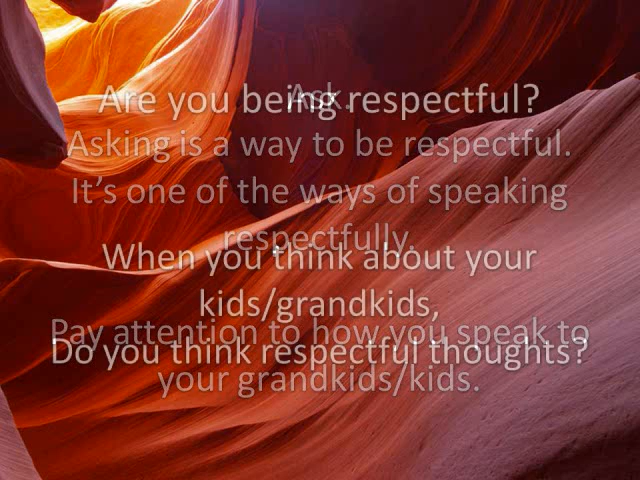 Ask.
Are you being respectful?
Asking is a way to be respectful.
It's one of the ways of speaking
respectfully.
When you think about your
kids/grandkids,
Pay attention to how you speak to
Do you think respectful thoughts?
your grandkids/kids.